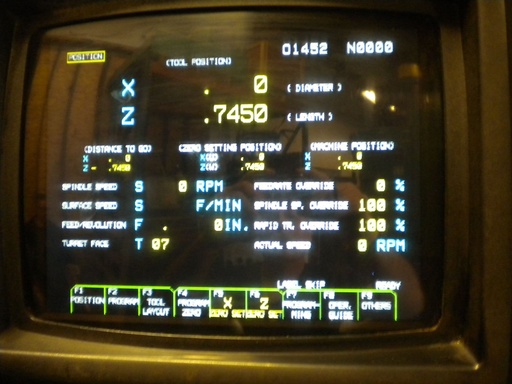 POSITION
(TOOL POSITION)
O1452 N0000
X . 0 ( DIAMETER )
Z .7450 ( LENGTH )
(DISTANCE TO GO) (ZERO SETTING POSITION) (MACHINE POSITION)
X . 0 X(U) . 0 X . 0
Z - .7450 Z(W) .7450 Z .7450
SPINDLE SPEED S 0 RPM FEEDRATE OVERRIDE 0 %
SURFACE SPEED S F/MIN SPINDLE SP. OVERRIDE 100 %
FEED/REVOLUTION F . 0IN. RAPID TR. OVERRIDE 100 %
TURRET FACE T 07 ACTUAL SPEED 0 RPM
LABEL SKIP READY
F1 F2 F3 F4 F5 F6 F7 F8 F9
POSITION PROGRAM TOOL LAYOUT PROGRAM ZERO X ZERO SET Z ZERO SET PROGRAM-MING OPER. GUIDE OTHERS